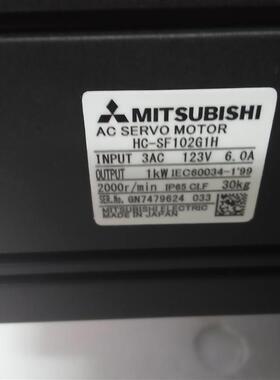 MITSUBISHI
AC SERVO MOTOR
HC-SF102G1H
INPUT 3AC 123V 6.0A
OUTPUT 1kW IEC60034-1'99
2000r/min IP65 CLF 30kg
SER.No. GN7479624 033
MITSUBISHI ELECTRIC
MADE IN JAPAN